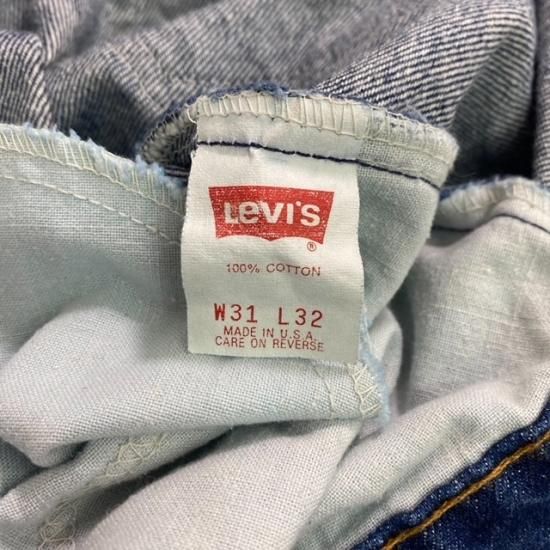 Levi's
®
100% COTTON
W31 L32
MADE IN U.S.A.
CARE ON REVERSE